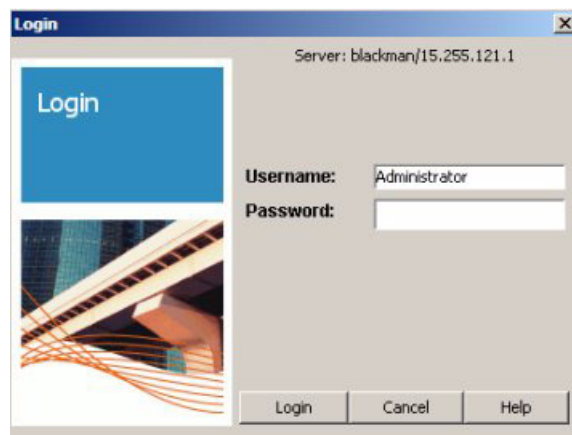 Login
Server: blackman/15.255.121.1
Login
Username: Administrator
Password:
Login Cancel Help